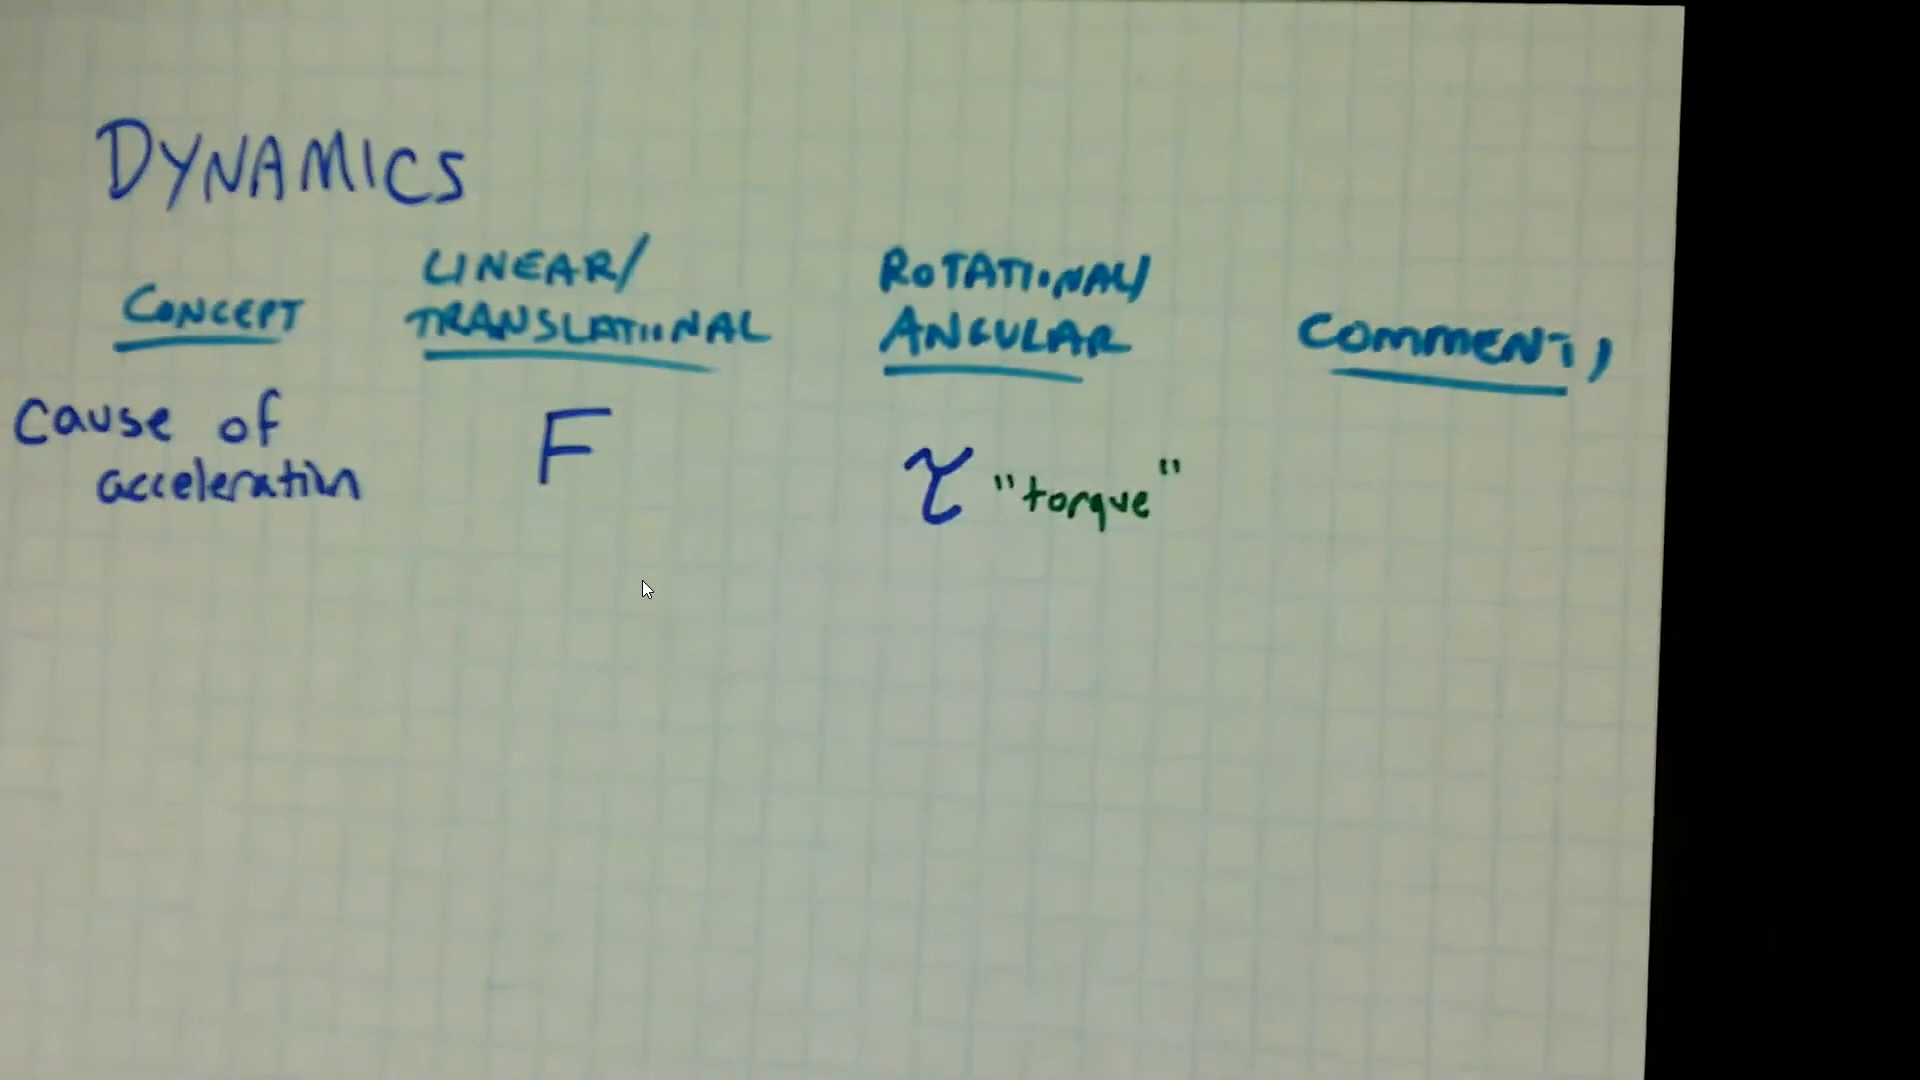 DYNAMICS
CONCEPT
LINEAR/
TRANSLATIONAL
ROTATIONAL/
ANGULAR
COMMENTS
Cause of
acceleration
F
τ "torque"